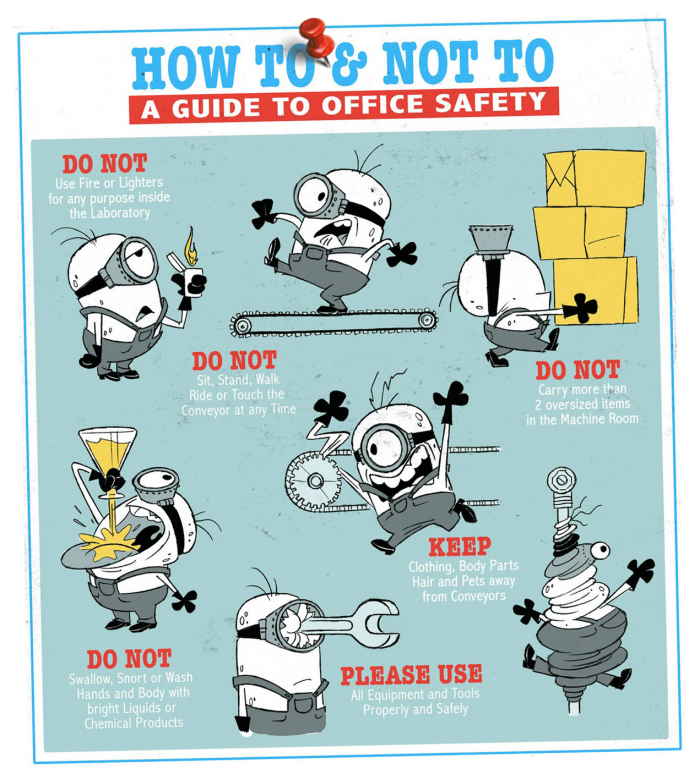 HOW TO & NOT TO
A GUIDE TO OFFICE SAFETY
DO NOT
Use Fire or Lighters
for any purpose inside
the Laboratory
DO NOT
Sit, Stand, Walk
Ride or Touch the
Conveyor at any Time
DO NOT
Carry more than
2 oversized items
in the Machine Room
KEEP
Clothing, Body Parts
Hair and Pets away
from Conveyors
DO NOT
Swallow, Snort or Wash
Hands and Body with
bright Liquids or
Chemical Products
PLEASE USE
All Equipment and Tools
Properly and Safely